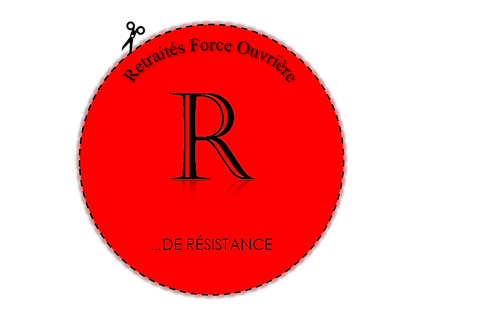 Retraités Force Ouvrière
R
...DE RÉSISTANCE